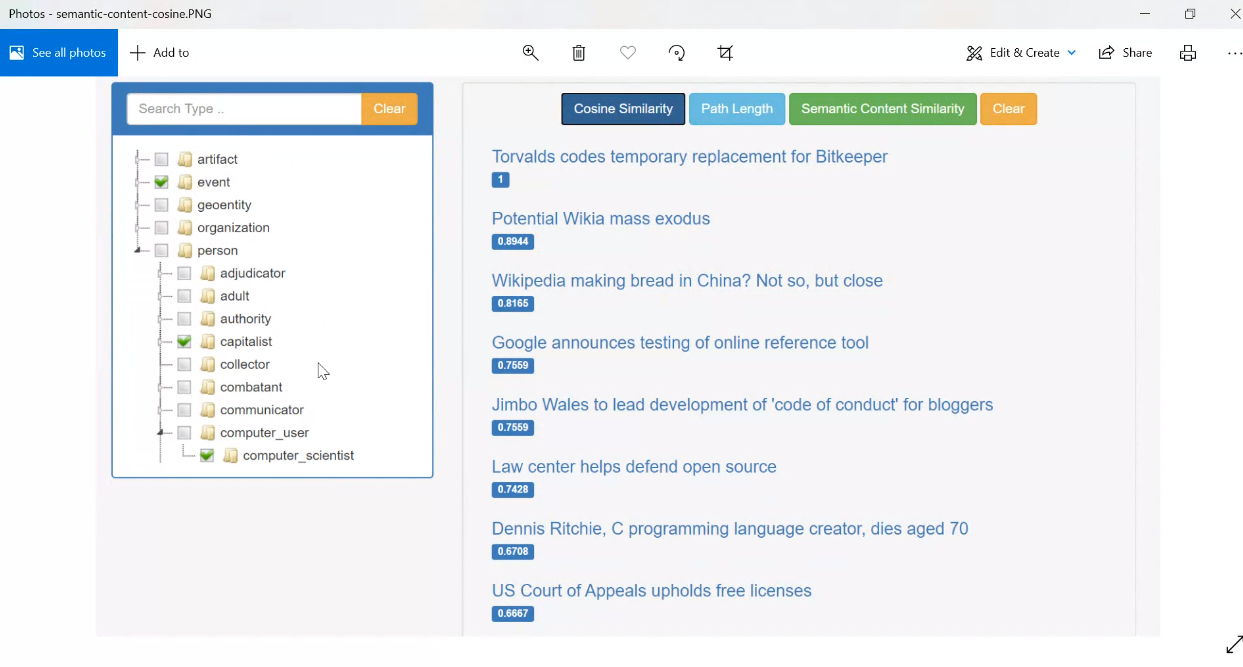 Photos - semantic-content-cosine.PNG
See all photos
Add to
Edit & Create
Share
Search Type ..
Clear
artifact
event
geoentity
organization
person
adjudicator
adult
authority
capitalist
collector
combatant
communicator
computer_user
computer_scientist
Cosine Similarity
Path Length
Semantic Content Similarity
Clear
Torvalds codes temporary replacement for Bitkeeper
1
Potential Wikia mass exodus
0.8944
Wikipedia making bread in China? Not so, but close
0.8165
Google announces testing of online reference tool
0.7559
Jimbo Wales to lead development of 'code of conduct' for bloggers
0.7559
Law center helps defend open source
0.7428
Dennis Ritchie, C programming language creator, dies aged 70
0.6708
US Court of Appeals upholds free licenses
0.6667